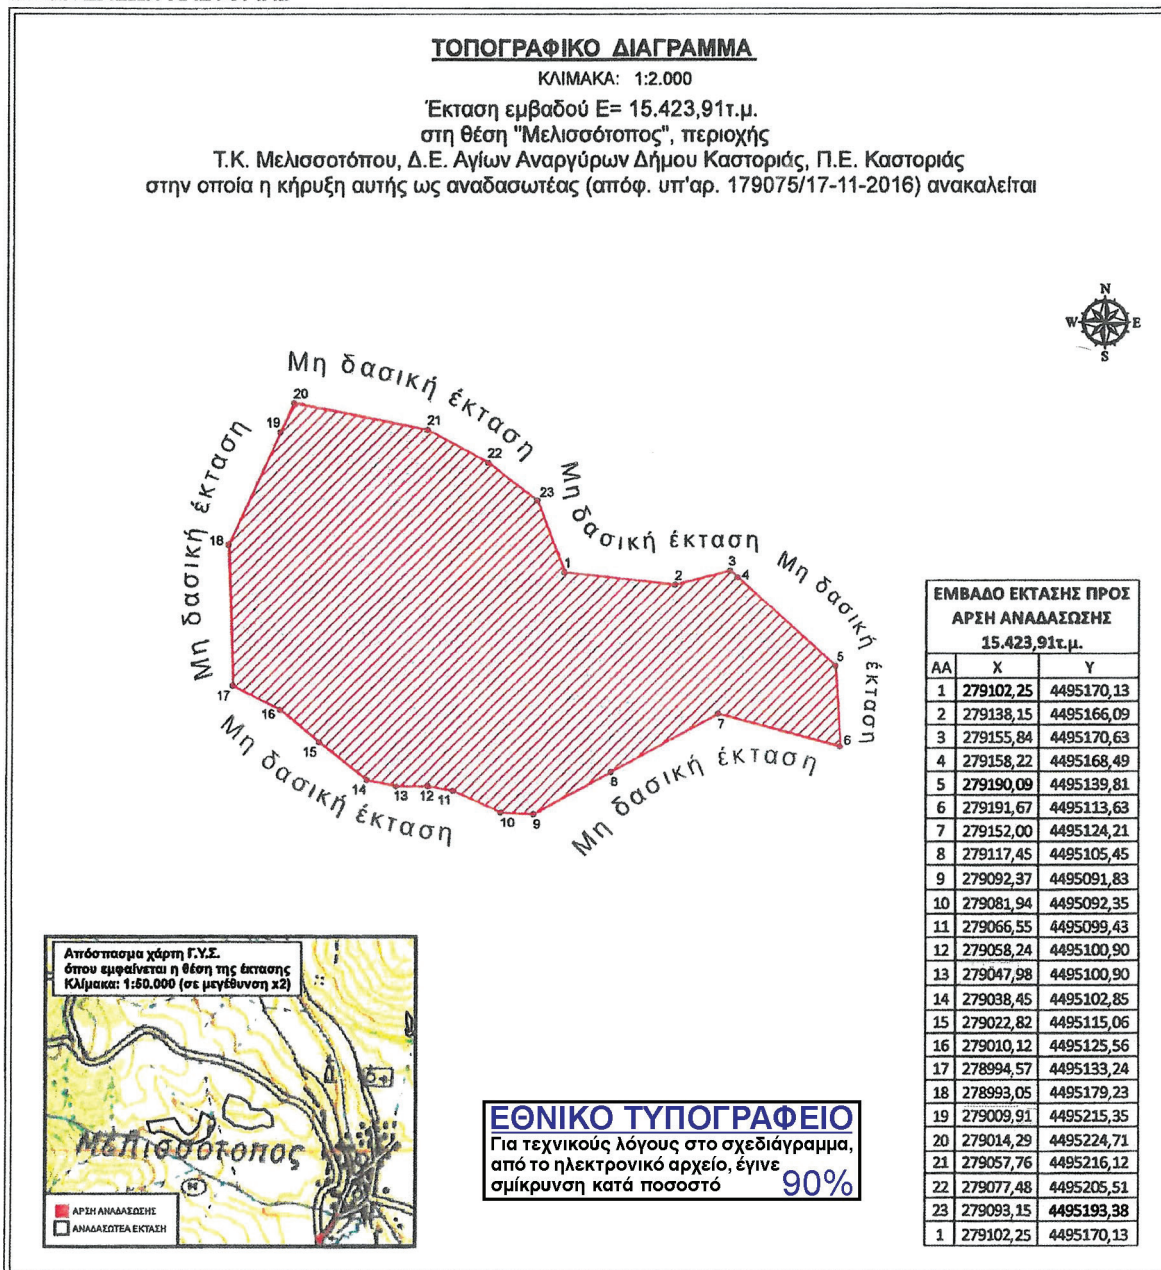 ΤΟΠΟΓΡΑΦΙΚΟ ΔΙΑΓΡΑΜΜΑ
ΚΛΙΜΑΚΑ: 1:2.000
Έκταση εμβαδού Ε= 15.423,91τ.μ.
στη θέση "Μελισσότοπος", περιοχής
Τ.Κ. Μελισσοτόπου, Δ.Ε. Αγίων Αναργύρων Δήμου Καστοριάς, Π.Ε. Καστοριάς
στην οποία η κήρυξη αυτής ως αναδασωτέας (απόφ. υπ'αρ. 179075/17-11-2016) ανακαλείται
N
W E
S
Μη δασική έκταση
Μη δασική έκταση
Μη δασική έκταση
Μη δασική έκταση
Μη δασική έκταση
Μη δασική έκταση
20
21
19
22
23
18
1
2
3
4
5
17
16
7
15
6
8
14
13
12
11
10
9
ΕΜΒΑΔΟ ΕΚΤΑΣΗΣ ΠΡΟΣ
ΑΡΣΗ ΑΝΑΔΑΣΩΣΗΣ
15.423,91τ.μ.
ΑΑ X Y
1 279102,25 4495170,13
2 279138,15 4495166,09
3 279155,84 4495170,63
4 279158,22 4495168,49
5 279190,09 4495139,81
6 279191,67 4495113,63
7 279152,00 4495124,21
8 279117,45 4495105,45
9 279092,37 4495091,83
10 279081,94 4495092,35
11 279066,55 4495099,43
12 279058,24 4495100,90
13 279047,98 4495100,90
14 279038,45 4495102,85
15 279022,82 4495115,06
16 279010,12 4495125,56
17 278994,57 4495133,24
18 278993,05 4495179,23
19 279009,91 4495215,35
20 279014,29 4495224,71
21 279057,76 4495216,12
22 279077,48 4495205,51
23 279093,15 4495193,38
1 279102,25 4495170,13
Απόσπασμα χάρτη Γ.Υ.Σ.
όπου εμφαίνεται η θέση της έκτασης
Κλίμακα: 1:50.000 (σε μεγέθυνση x2)
Μελισσότοπος
ΑΡΣΗ ΑΝΑΔΑΣΩΣΗΣ
ΑΝΑΔΑΣΩΤΕΑ ΕΚΤΑΣΗ
ΕΘΝΙΚΟ ΤΥΠΟΓΡΑΦΕΙΟ
Για τεχνικούς λόγους στο σχεδιάγραμμα,
από το ηλεκτρονικό αρχείο, έγινε
σμίκρυνση κατά ποσοστό 90%